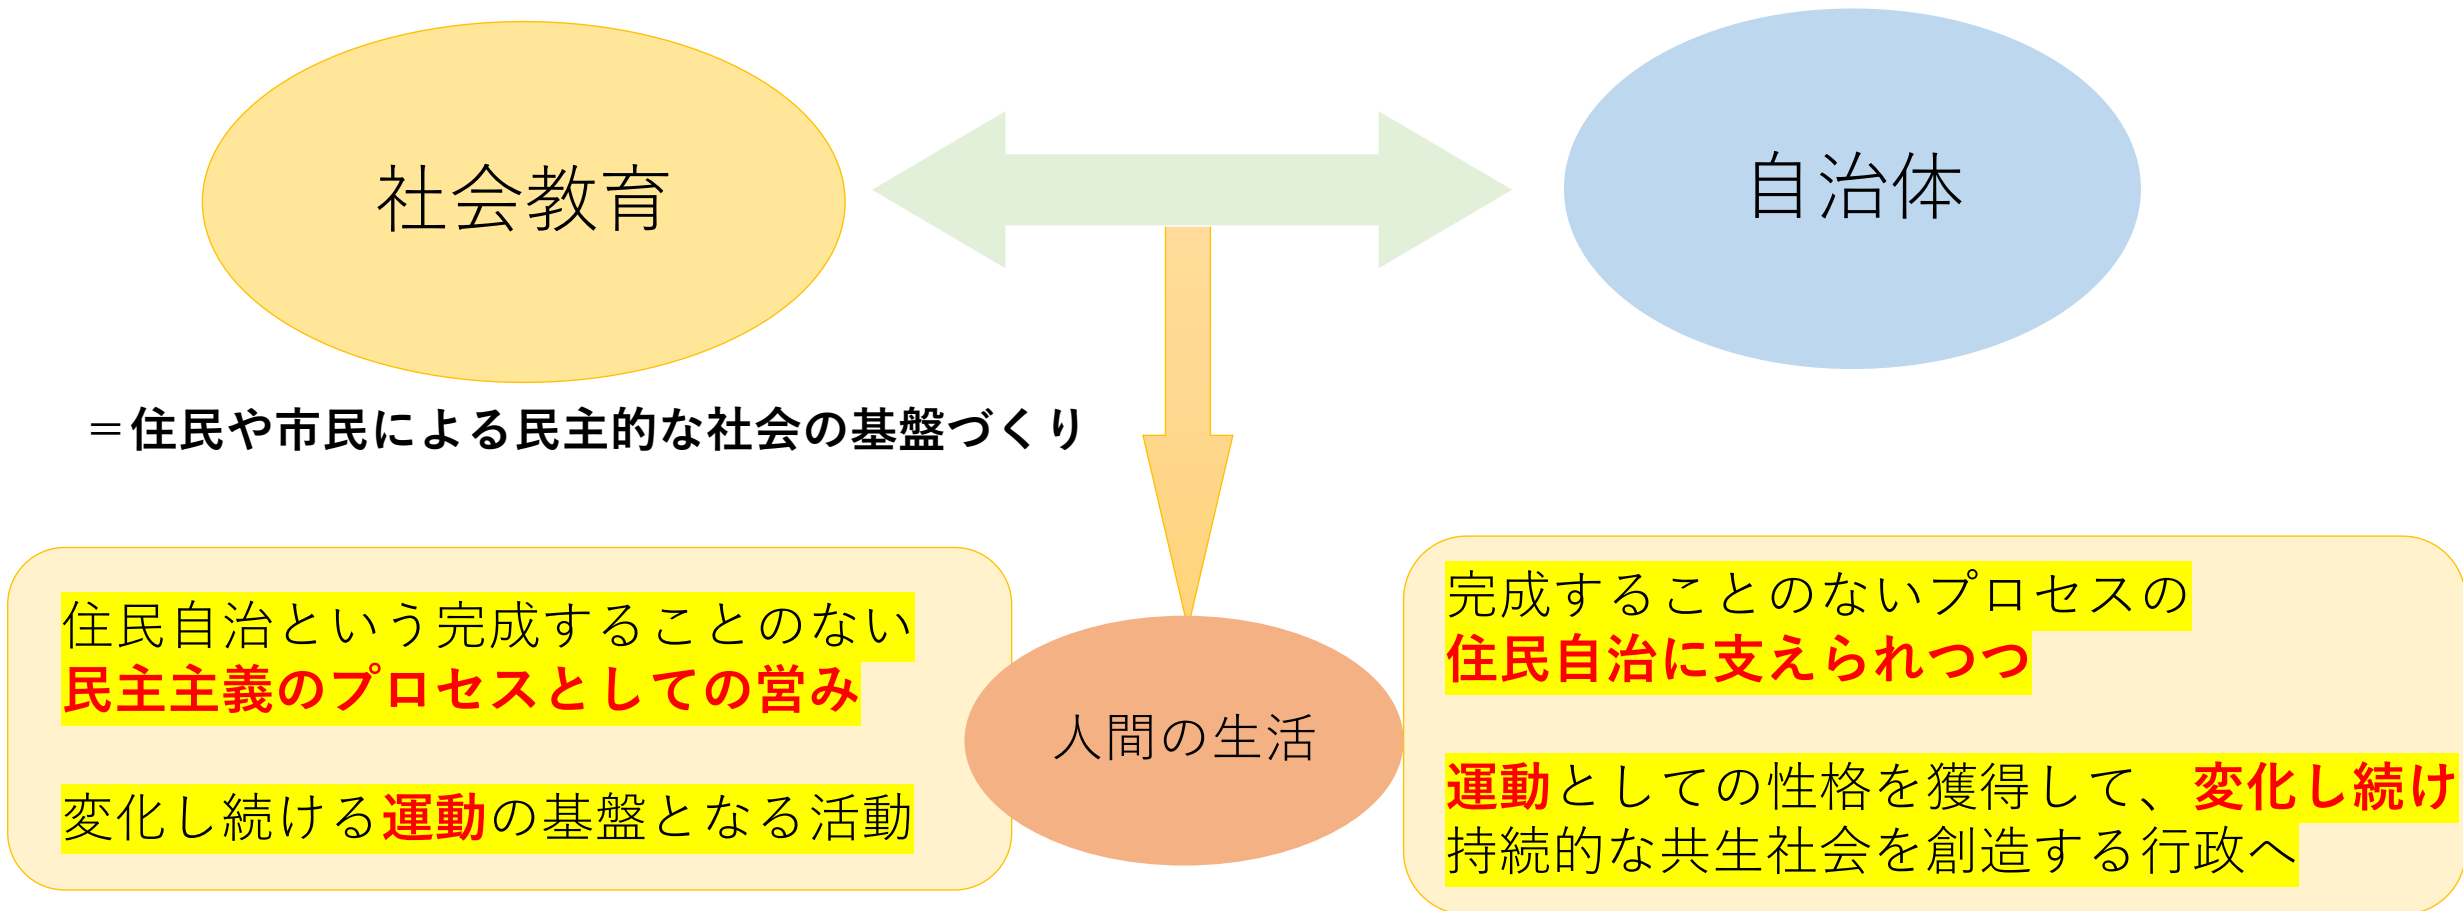 社会教育
自治体
＝住民や市民による民主的な社会の基盤づくり
住民自治という完成することのない
民主主義のプロセスとしての営み
変化し続ける運動の基盤となる活動
人間の生活
完成することのないプロセスの
住民自治に支えられつつ
運動としての性格を獲得して、変化し続け
持続的な共生社会を創造する行政へ